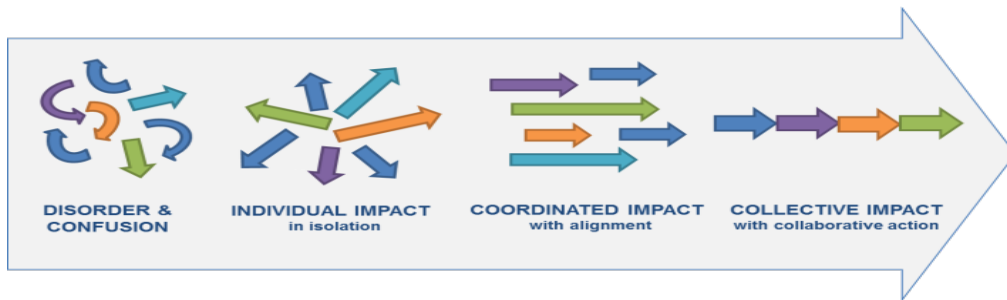 DISORDER &
CONFUSION
INDIVIDUAL IMPACT
in isolation
COORDINATED IMPACT
with alignment
COLLECTIVE IMPACT
with collaborative action